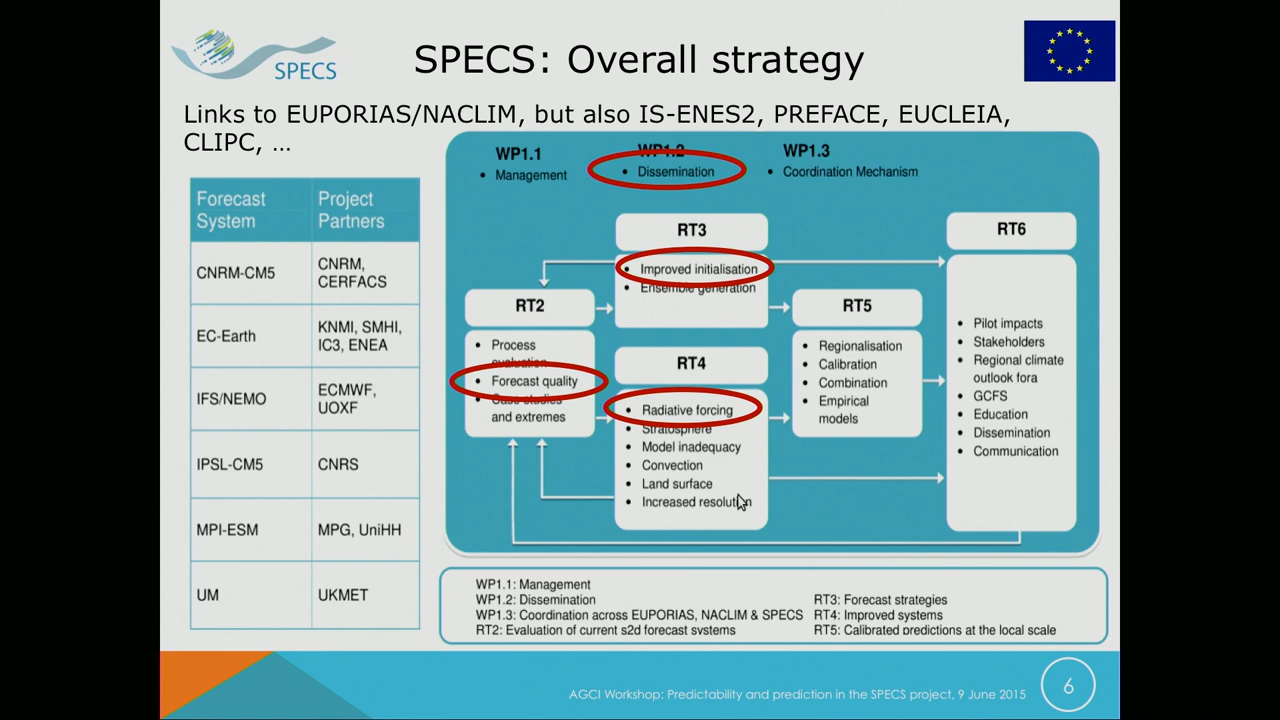 SPECS
SPECS: Overall strategy
Links to EUPORIAS/NACLIM, but also IS-ENES2, PREFACE, EUCLEIA,
CLIPC, ...
Forecast System
Project Partners
CNRM-CM5
CNRM, CERFACS
EC-Earth
KNMI, SMHI, IC3, ENEA
IFS/NEMO
ECMWF, UOXF
IPSL-CM5
CNRS
MPI-ESM
MPG, UniHH
UM
UKMET
WP1.1
• Management
WP1.2
• Dissemination
WP1.3
• Coordination Mechanism
RT2
• Process
evaluation
• Forecast quality
• Case studies
and extremes
RT3
• Improved initialisation
• Ensemble generation
RT4
• Radiative forcing
• Stratosphere
• Model inadequacy
• Convection
• Land surface
• Increased resolution
RT5
• Regionalisation
• Calibration
• Combination
• Empirical
models
RT6
• Pilot impacts
• Stakeholders
• Regional climate
outlook fora
• GCFS
• Education
• Dissemination
• Communication
WP1.1: Management
WP1.2: Dissemination
WP1.3: Coordination across EUPORIAS, NACLIM & SPECS
RT2: Evaluation of current s2d forecast systems
RT3: Forecast strategies
RT4: Improved systems
RT5: Calibrated predictions at the local scale
AGCI Workshop: Predictability and prediction in the SPECS project, 9 June 2015
6